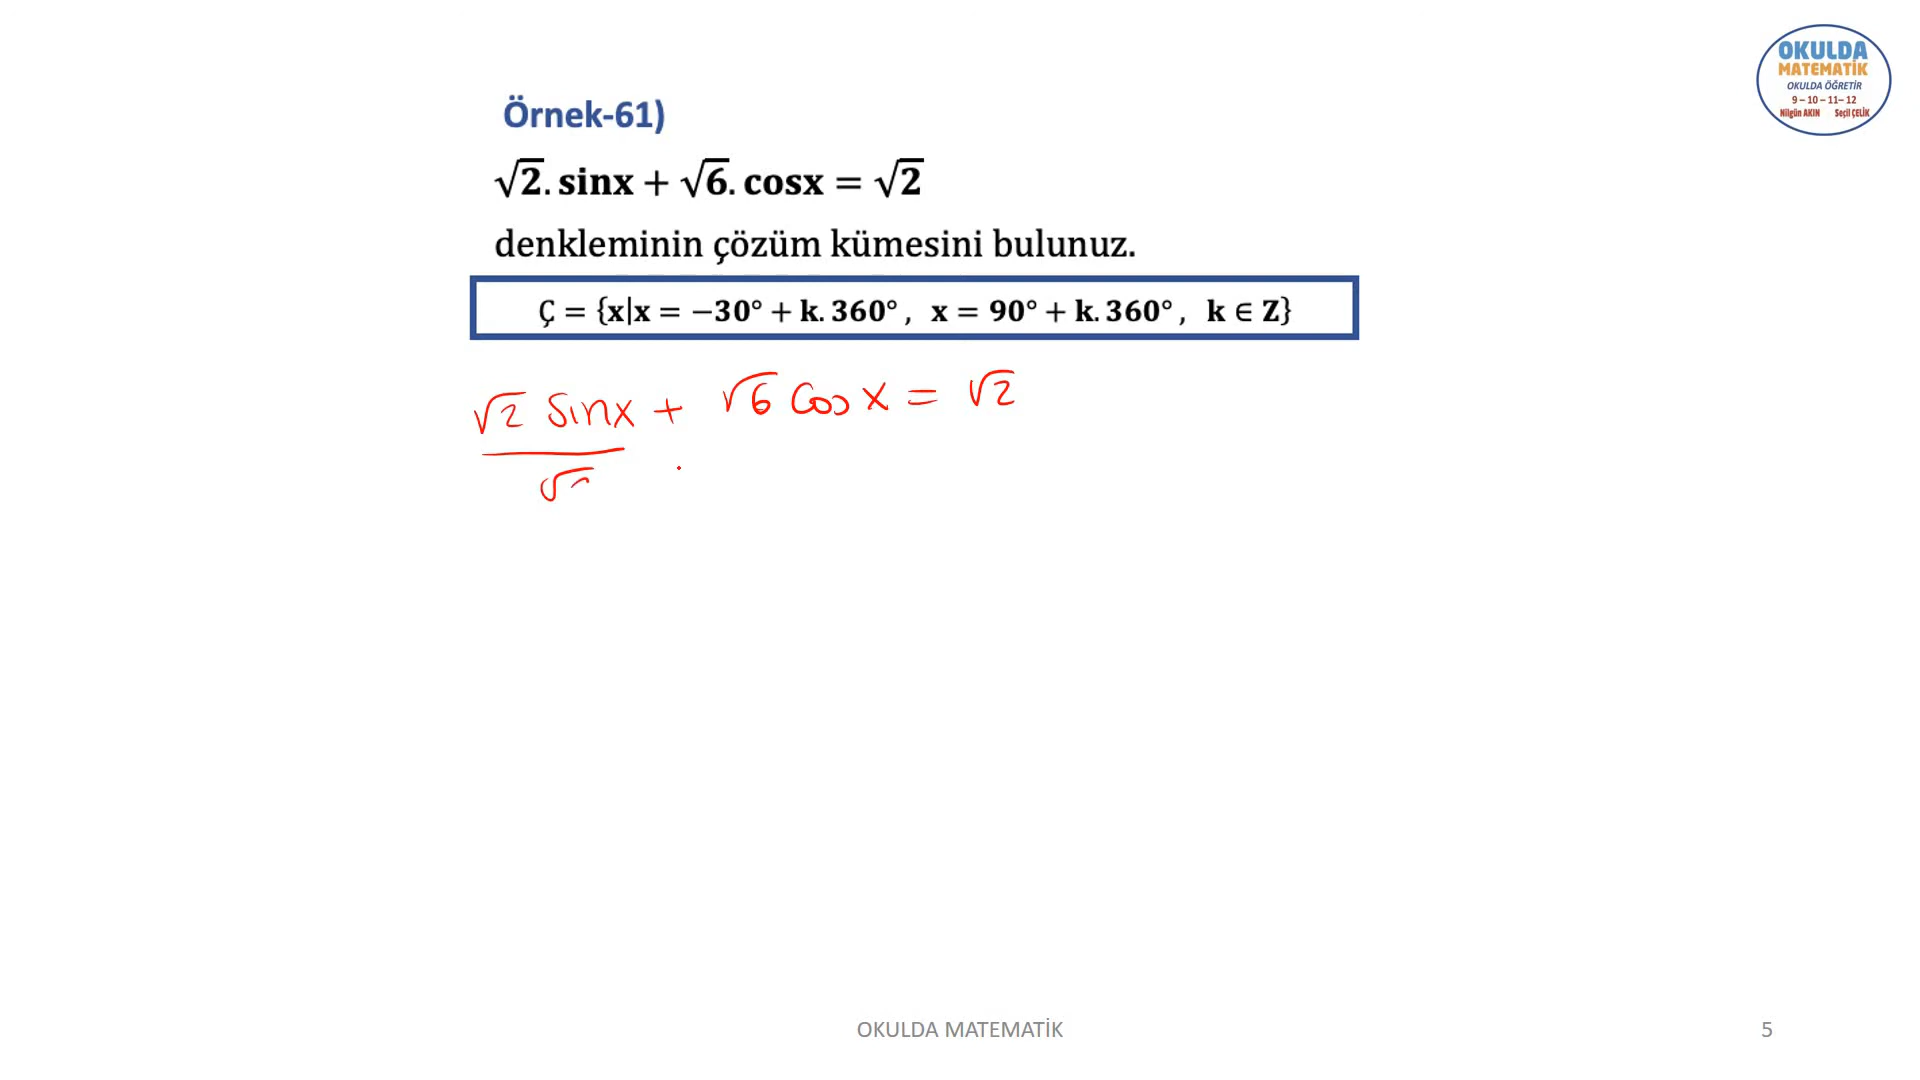 OKULDA
MATEMATİK
OKULDA ÖĞRETİR
9 – 10 – 11– 12
Nilgün AKIN Seçil ÇELİK
Örnek-61)
√2. sinx + √6. cosx = √2
denkleminin çözüm kümesini bulunuz.
Ç = {x|x = −30° + k. 360° , x = 90° + k. 360° , k ∈ Z}
√2 Sinx + √6 Cos x = √2
OKULDA MATEMATİK
5